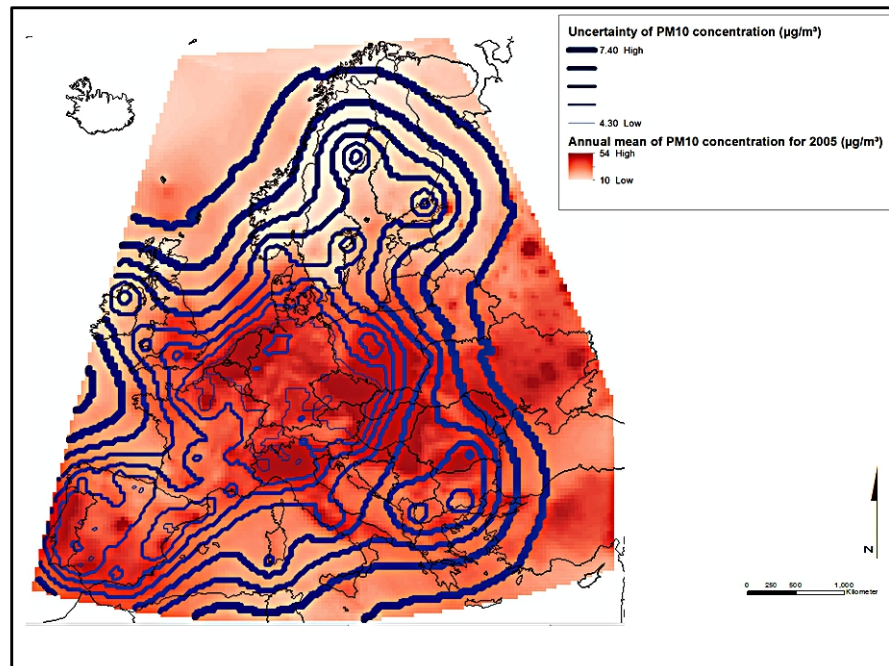 Uncertainty of PM10 concentration (µg/m³)
7.40 High
4.30 Low
Annual mean of PM10 concentration for 2005 (µg/m³)
54 High
10 Low
N
0 250 500 1,000
Kilometer